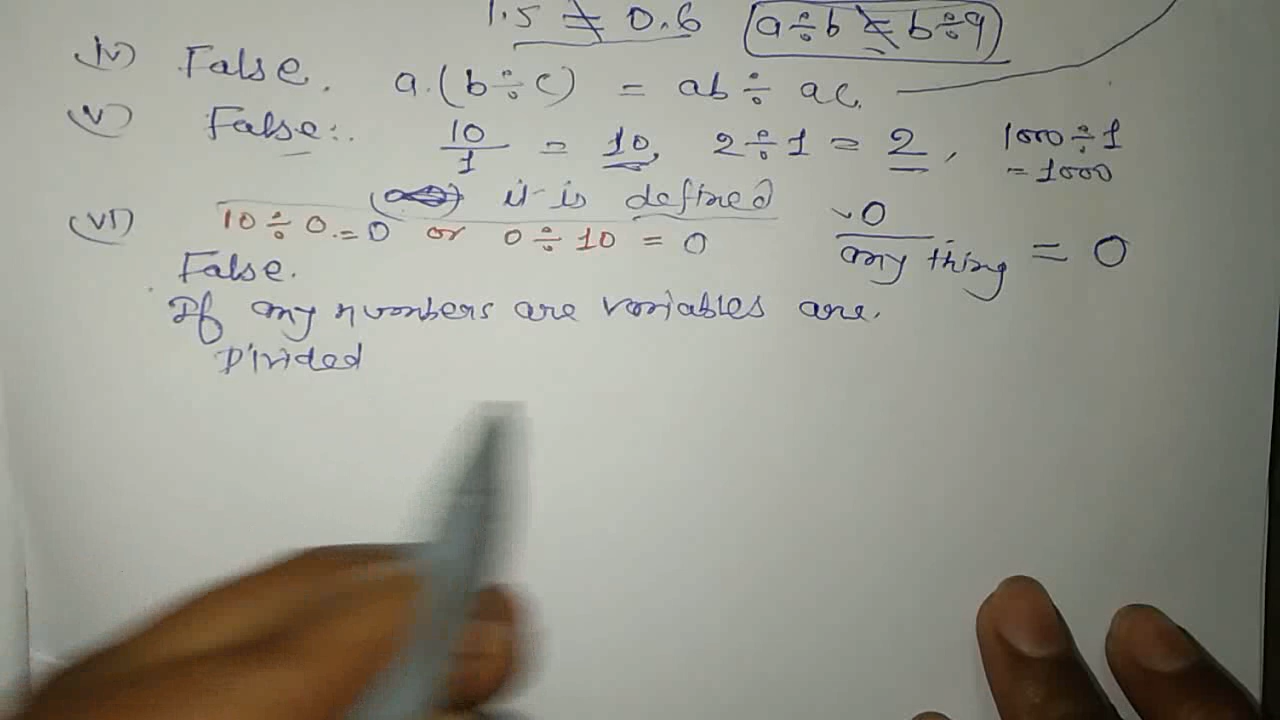 1.5 ≠ 0.6 a÷b ≠ b÷a
iv) False. a.(b÷c) = ab ÷ ac.
v) False:. 10/1 = 10, 2÷1 = 2, 1000÷1
= 1000
it is defined
vi) 10÷0.=0 or 0÷10 = 0 0/any thing = 0
False.
If any numbers are variables are.
Divided